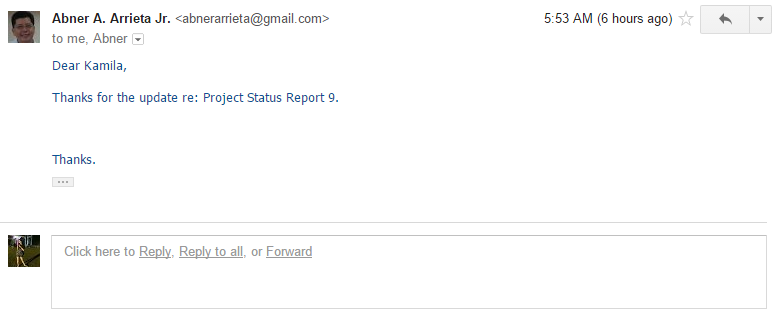 Abner A. Arrieta Jr. <abnerarrieta@gmail.com> 5:53 AM (6 hours ago)
to me, Abner
Dear Kamila,
Thanks for the update re: Project Status Report 9.
Thanks.
Click here to Reply, Reply to all, or Forward